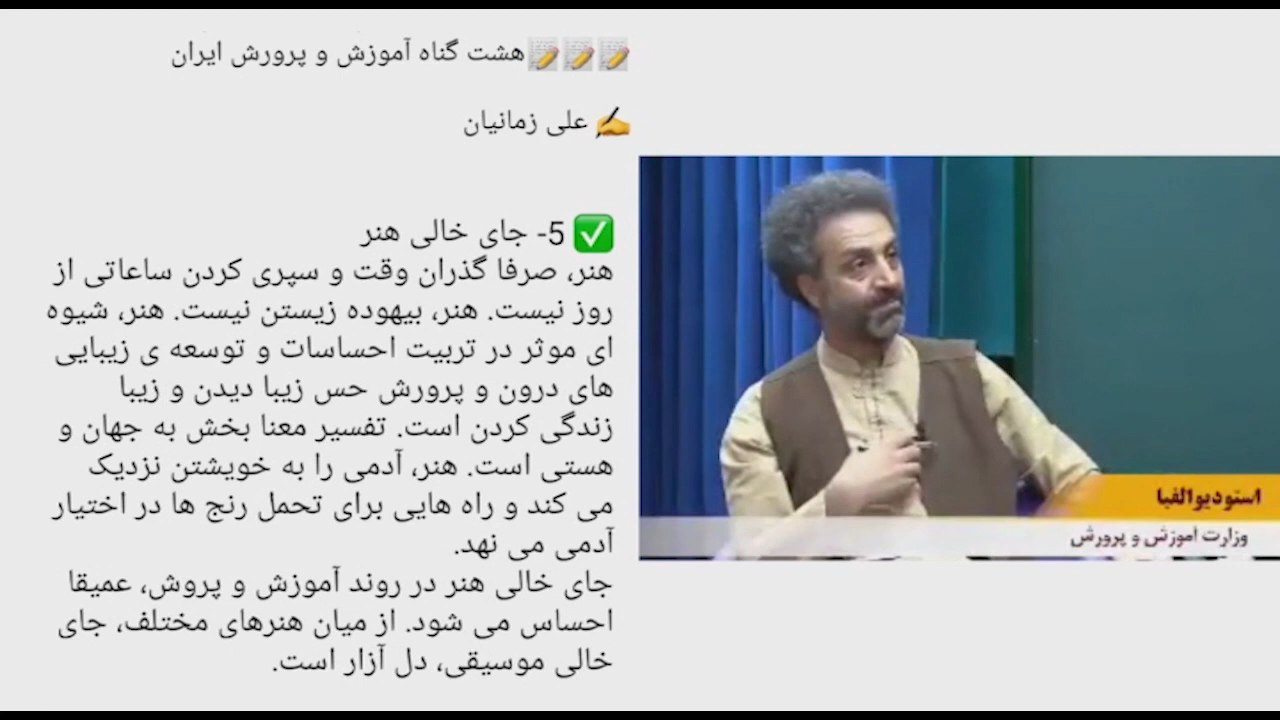 📝📝📝هشت گناه آموزش و پرورش ایران
✍️ علی زمانیان
✅ 5- جای خالی هنر
هنر، صرفا گذران وقت و سپری کردن ساعاتی از
روز نیست. هنر، بیهوده زیستن نیست. هنر، شیوه
ای موثر در تربیت احساسات و توسعه ی زیبایی
های درون و پرورش حس زیبا دیدن و زیبا
زندگی کردن است. تفسیر معنا بخش به جهان و
هستی است. هنر، آدمی را به خویشتن نزدیک
می کند و راه هایی برای تحمل رنج ها در اختیار
آدمی می نهد.
جای خالی هنر در روند آموزش و پروش، عمیقا
احساس می شود. از میان هنرهای مختلف، جای
خالی موسیقی، دل آزار است.
استودیو الفبا
وزارت آموزش و پرورش